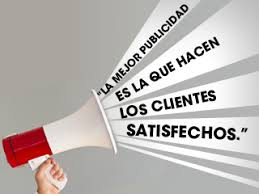 "LA MEJOR PUBLICIDAD
ES LA QUE HACEN
LOS CLIENTES
SATISFECHOS."